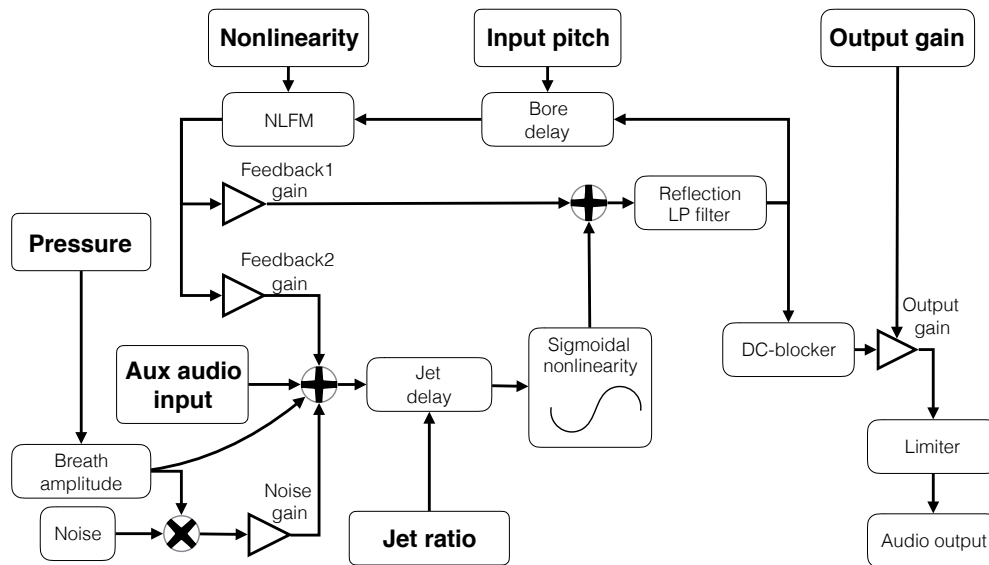 Nonlinearity
Input pitch
Output gain
NLFM
Bore
delay
Feedback1
gain
Reflection
LP filter
Pressure
Feedback2
gain
Output
gain
Sigmoidal
nonlinearity
DC-blocker
Aux audio
input
Jet
delay
Breath
amplitude
Limiter
Noise
gain
Noise
Jet ratio
Audio output